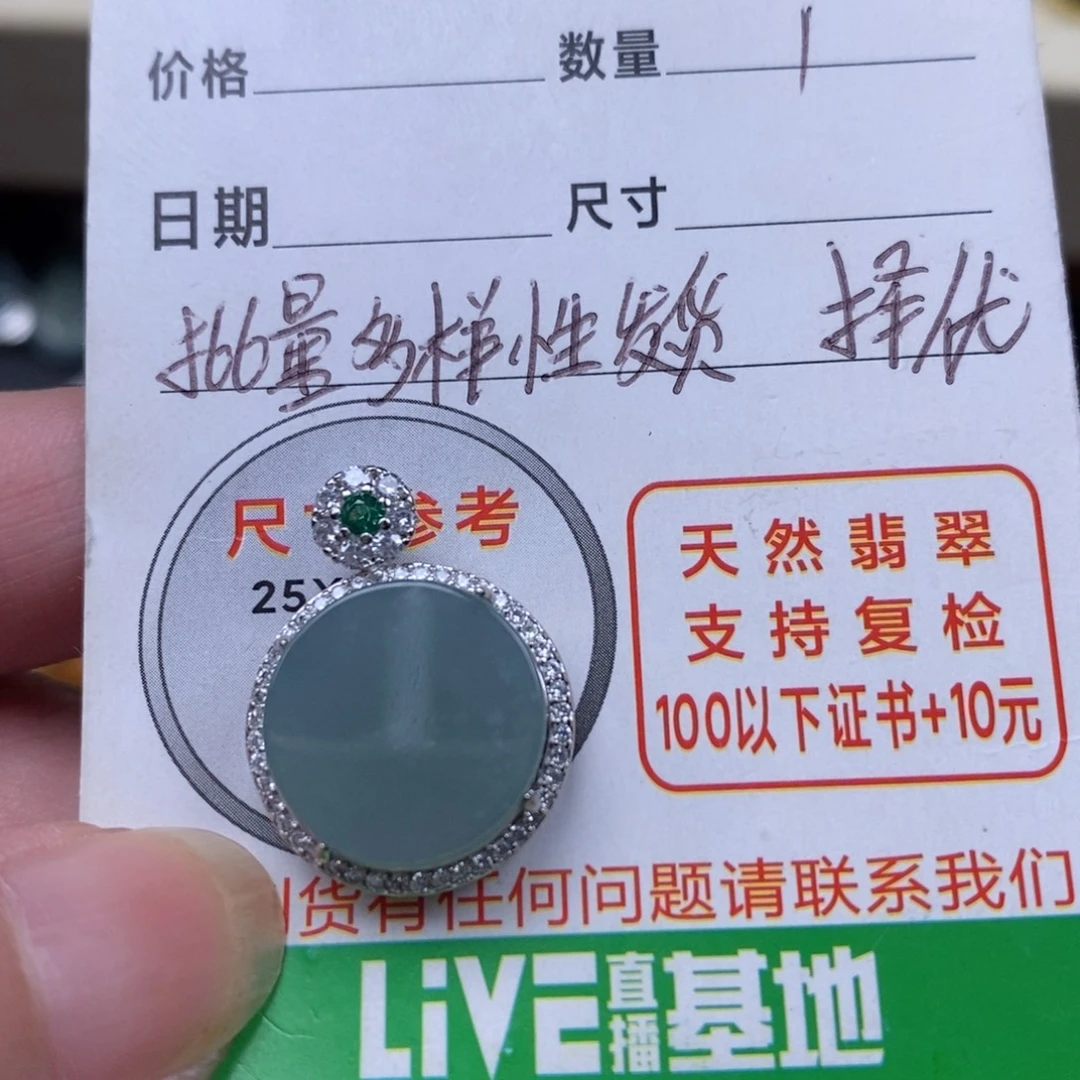 价格 数量 1
日期 尺寸
批量多样性发货 择优
尺 参考
25X
天然翡翠
支持复检
100以下证书+10元
货有任何问题请联系我们
LiVE直播基地